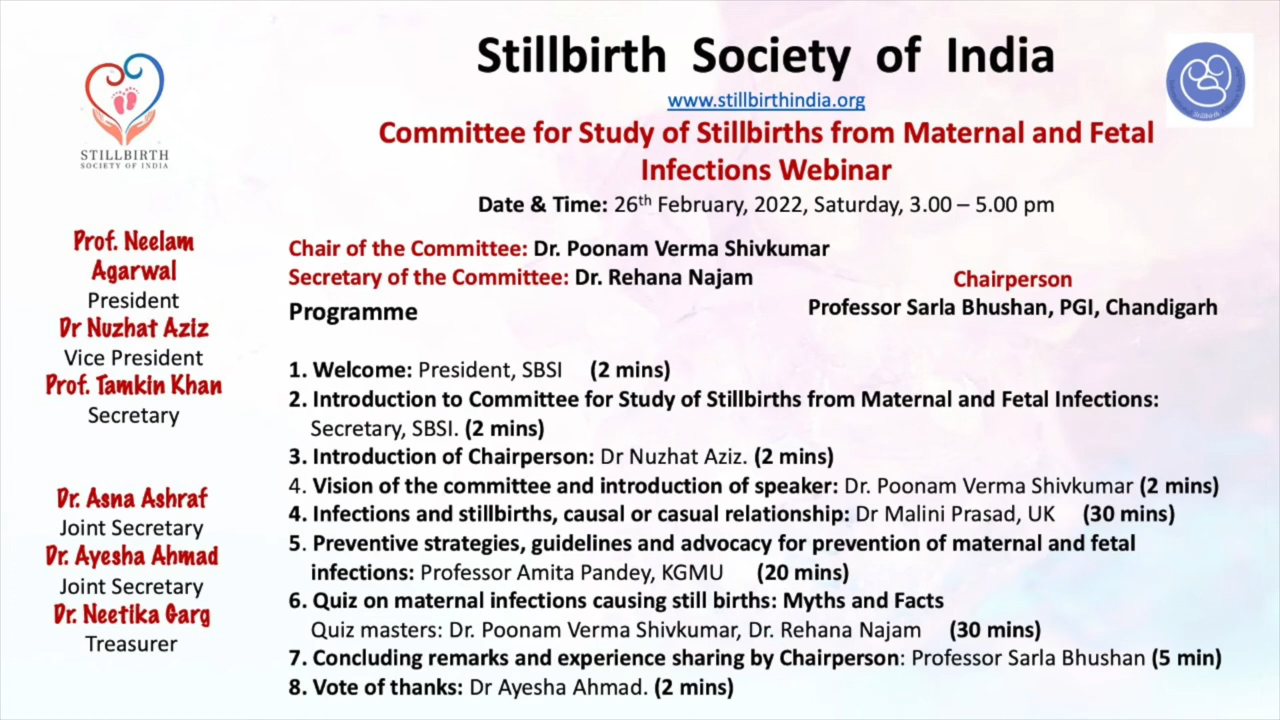 Stillbirth Society of India
www.stillbirthindia.org
Committee for Study of Stillbirths from Maternal and Fetal
Infections Webinar
Date & Time: 26th February, 2022, Saturday, 3.00 – 5.00 pm
STILLBIRTH
SOCIETY OF INDIA
Prof. Neelam
Agarwal
President
Dr Nuzhat Aziz
Vice President
Prof. Tamkin Khan
Secretary
Dr. Asna Ashraf
Joint Secretary
Dr. Ayesha Ahmad
Joint Secretary
Dr. Neetika Garg
Treasurer
Chair of the Committee: Dr. Poonam Verma Shivkumar
Secretary of the Committee: Dr. Rehana Najam
Chairperson
Professor Sarla Bhushan, PGI, Chandigarh
Programme
1. Welcome: President, SBSI (2 mins)
2. Introduction to Committee for Study of Stillbirths from Maternal and Fetal Infections:
Secretary, SBSI. (2 mins)
3. Introduction of Chairperson: Dr Nuzhat Aziz. (2 mins)
4. Vision of the committee and introduction of speaker: Dr. Poonam Verma Shivkumar (2 mins)
4. Infections and stillbirths, causal or casual relationship: Dr Malini Prasad, UK (30 mins)
5. Preventive strategies, guidelines and advocacy for prevention of maternal and fetal
infections: Professor Amita Pandey, KGMU (20 mins)
6. Quiz on maternal infections causing still births: Myths and Facts
Quiz masters: Dr. Poonam Verma Shivkumar, Dr. Rehana Najam (30 mins)
7. Concluding remarks and experience sharing by Chairperson: Professor Sarla Bhushan (5 min)
8. Vote of thanks: Dr Ayesha Ahmad. (2 mins)